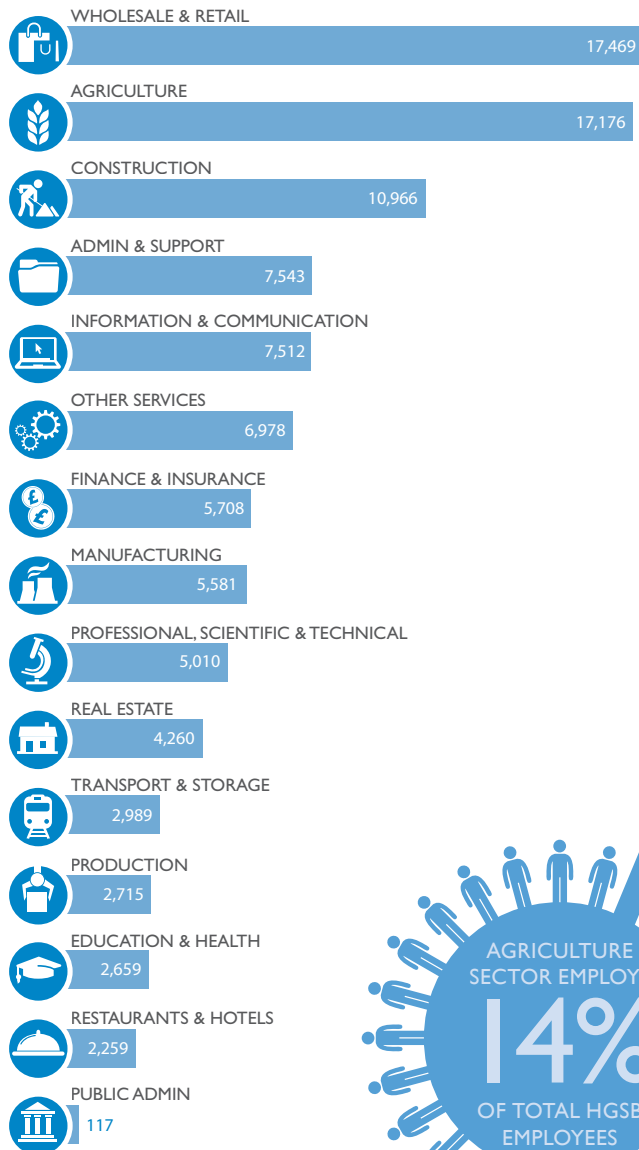 WHOLESALE & RETAIL
17,469
AGRICULTURE
17,176
CONSTRUCTION
10,966
ADMIN & SUPPORT
7,543
INFORMATION & COMMUNICATION
7,512
OTHER SERVICES
6,978
FINANCE & INSURANCE
5,708
MANUFACTURING
5,581
PROFESSIONAL, SCIENTIFIC & TECHNICAL
5,010
REAL ESTATE
4,260
TRANSPORT & STORAGE
2,989
PRODUCTION
2,715
EDUCATION & HEALTH
2,659
RESTAURANTS & HOTELS
2,259
PUBLIC ADMIN
117
AGRICULTURE
SECTOR EMPLOY
14%
OF TOTAL HGSB
EMPLOYEES